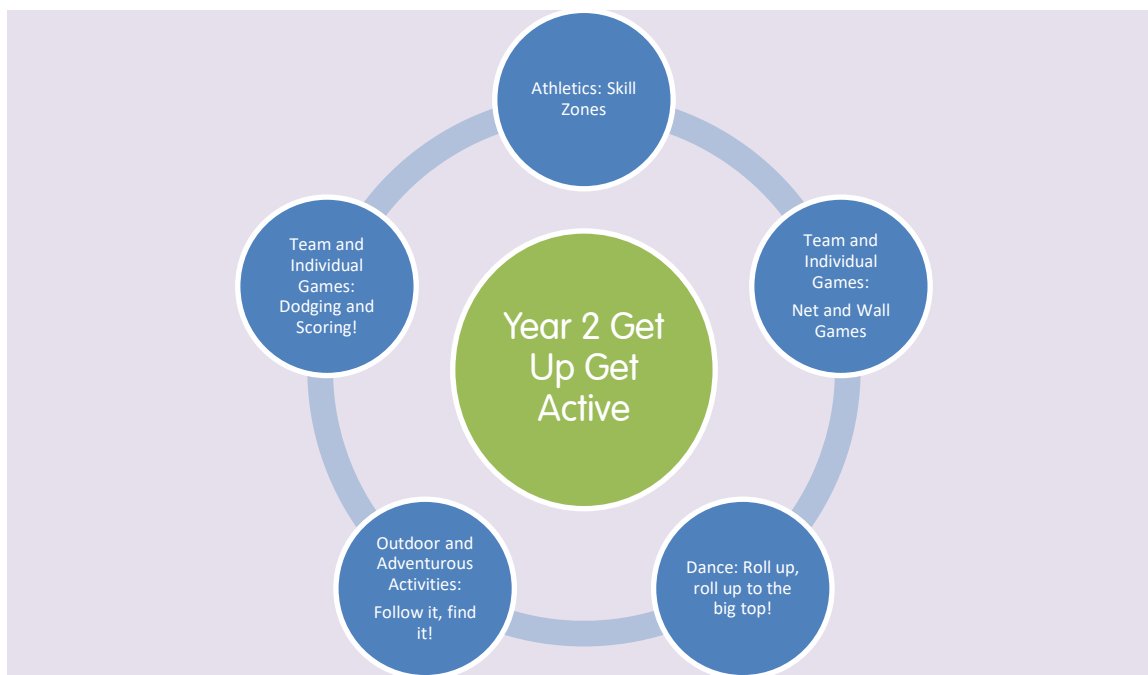 Athletics: Skill
Zones
Team and
Individual
Games:
Net and Wall
Games
Dance: Roll up,
roll up to the
big top!
Outdoor and
Adventurous
Activities:
Follow it, find
it!
Team and
Individual
Games:
Dodging and
Scoring!
Year 2 Get
Up Get
Active